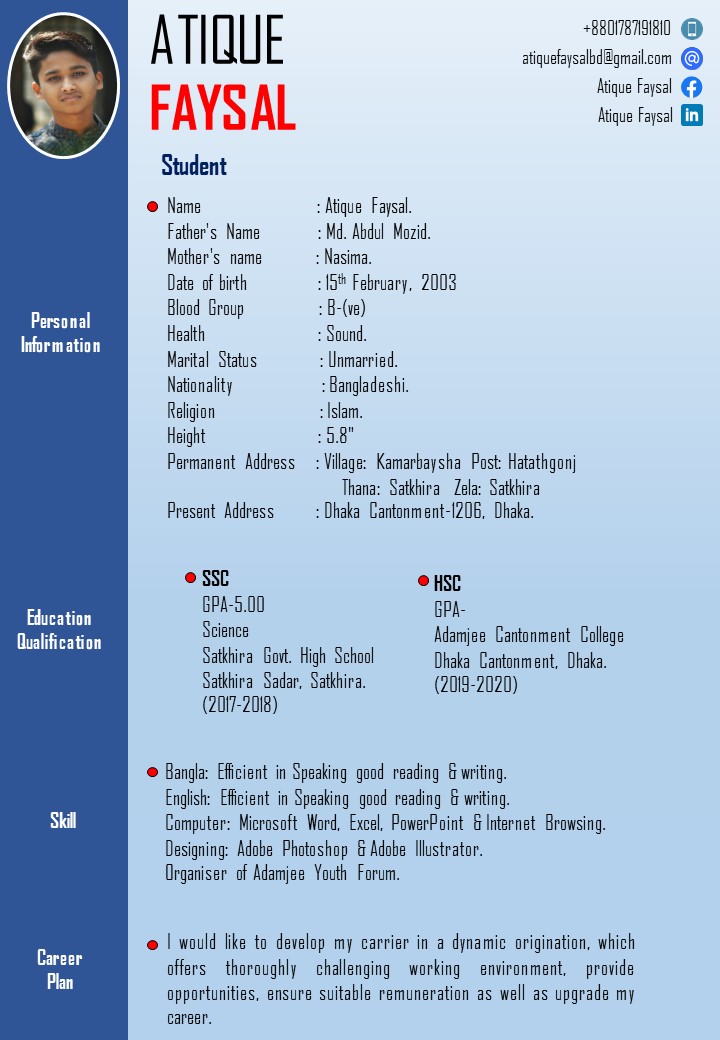 ATIQUE
FAYSAL
Student
+8801787191810
atiquefaysalbd@gmail.com
Atique Faysal
Atique Faysal
in
Personal
Information
Name : Atique Faysal.
Father's Name : Md. Abdul Mozid.
Mother's name : Nasima.
Date of birth : 15th February, 2003
Blood Group : B-(ve)
Health : Sound.
Marital Status : Unmarried.
Nationality : Bangladeshi.
Religion : Islam.
Height : 5.8"
Permanent Address : Village: Kamarbaysha Post: Hatathgonj
Thana: Satkhira Zela: Satkhira
Present Address : Dhaka Cantonment-1206, Dhaka.
Education
Qualification
SSC
GPA-5.00
Science
Satkhira Govt. High School
Satkhira Sadar, Satkhira.
(2017-2018)
HSC
GPA-
Adamjee Cantonment College
Dhaka Cantonment, Dhaka.
(2019-2020)
Skill
Bangla: Efficient in Speaking good reading & writing.
English: Efficient in Speaking good reading & writing.
Computer: Microsoft Word, Excel, PowerPoint & Internet Browsing.
Designing: Adobe Photoshop & Adobe Illustrator.
Organiser of Adamjee Youth Forum.
Career
Plan
I would like to develop my carrier in a dynamic origination, which
offers thoroughly challenging working environment, provide
opportunities, ensure suitable remuneration as well as upgrade my
career.